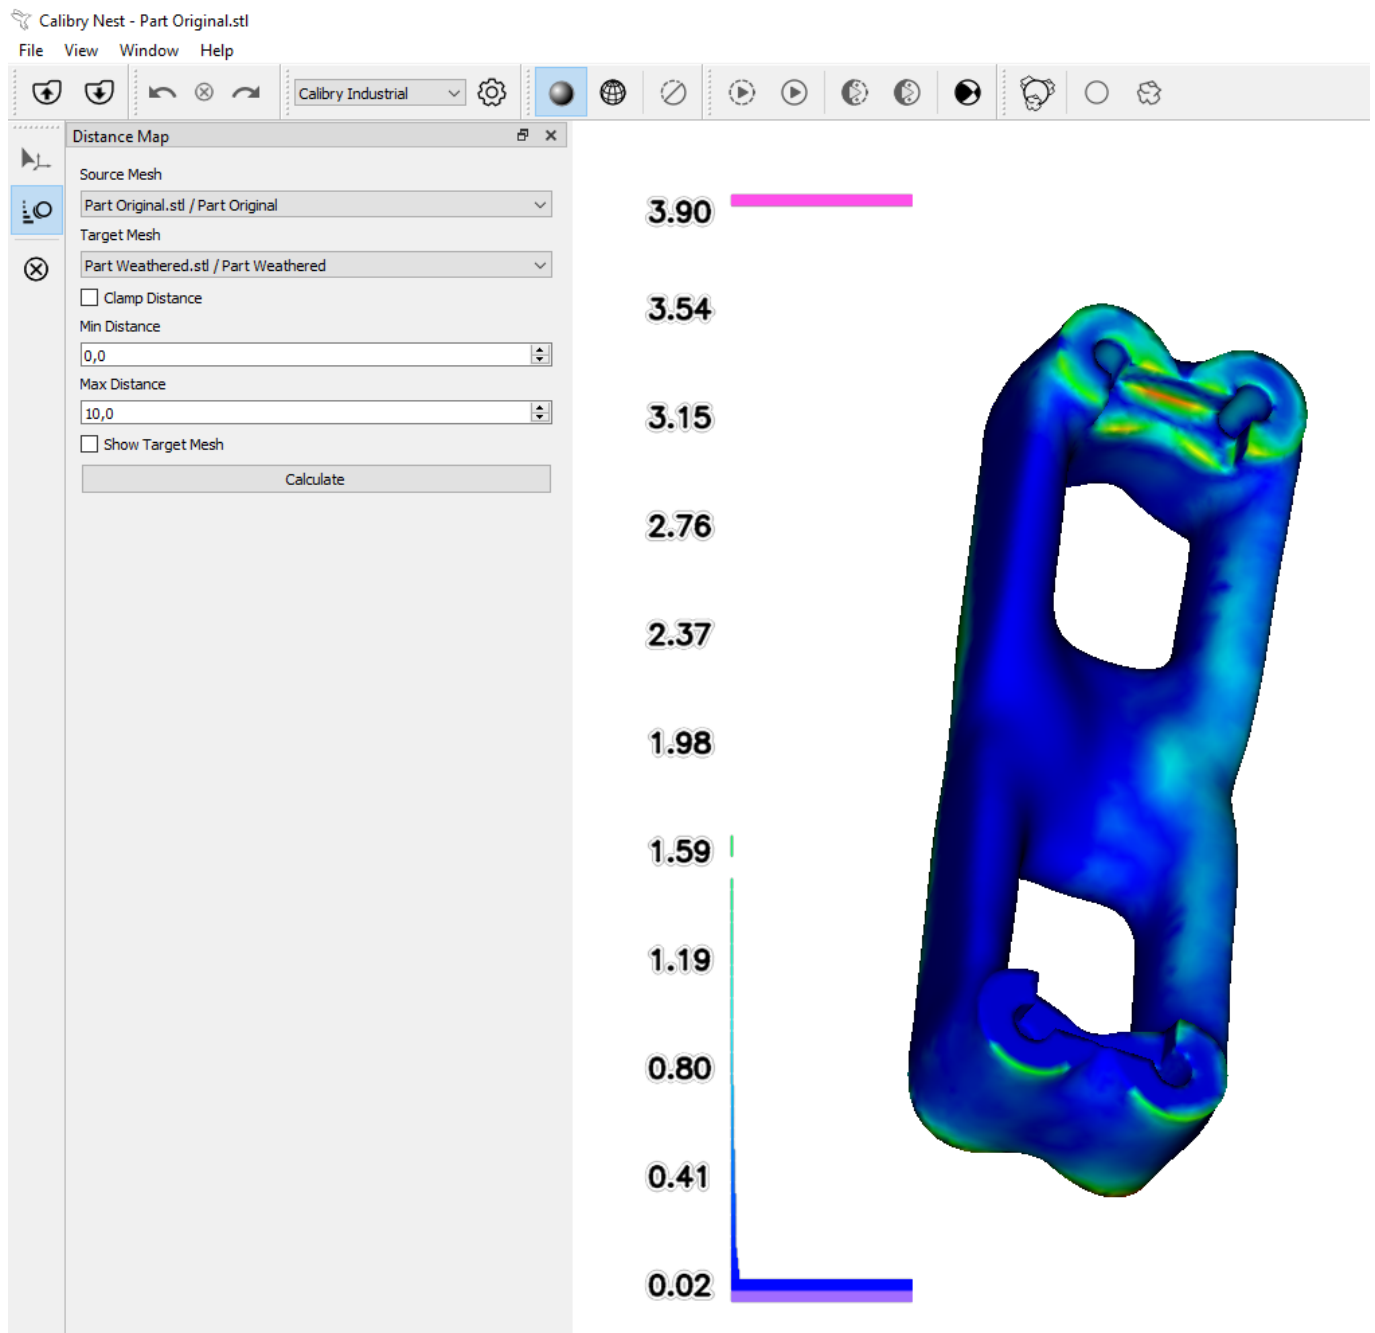 Calibry Nest - Part Original.stl
File View Window Help
Calibry Industrial
Distance Map
Source Mesh
Part Original.stl / Part Original
Target Mesh
Part Weathered.stl / Part Weathered
Clamp Distance
Min Distance
0,0
Max Distance
10,0
Show Target Mesh
Calculate
3.90
3.54
3.15
2.76
2.37
1.98
1.59
1.19
0.80
0.41
0.02